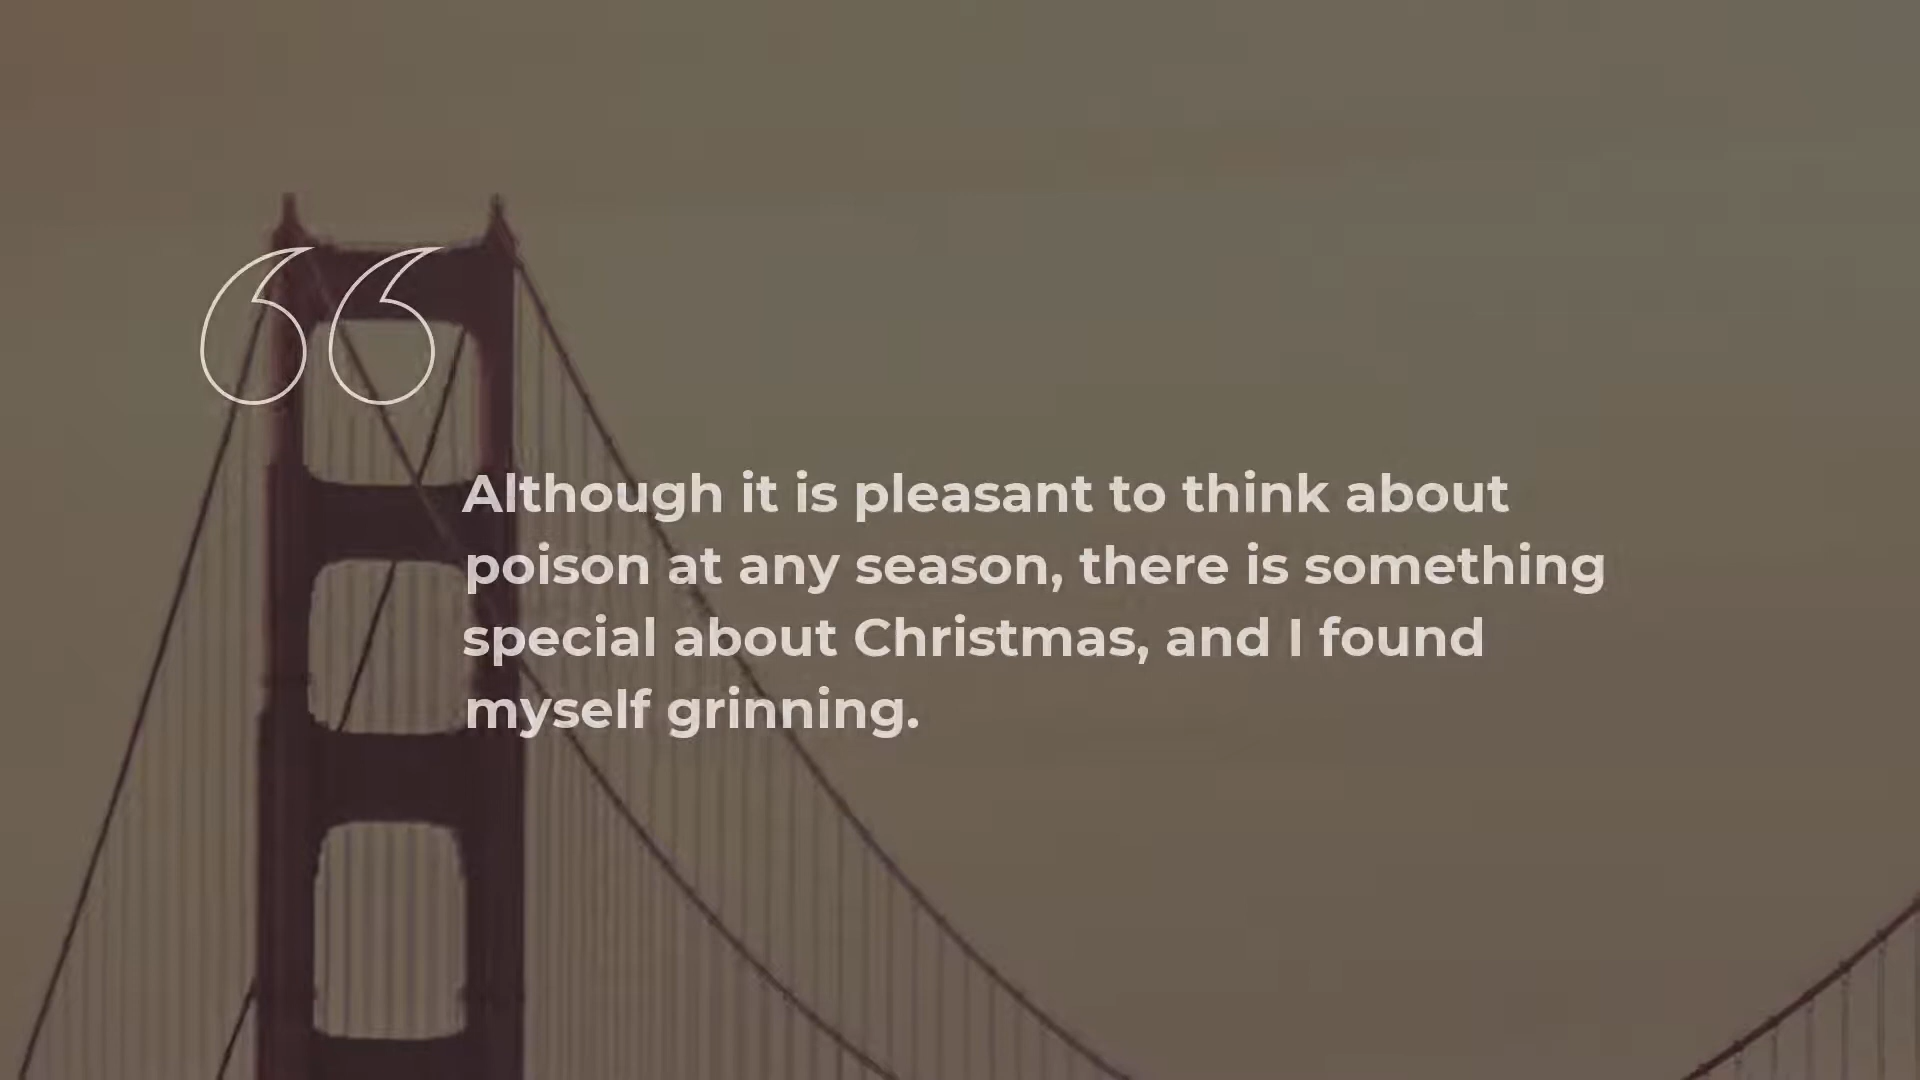 Although it is pleasant to think about
poison at any season, there is something
special about Christmas, and I found
myself grinning.